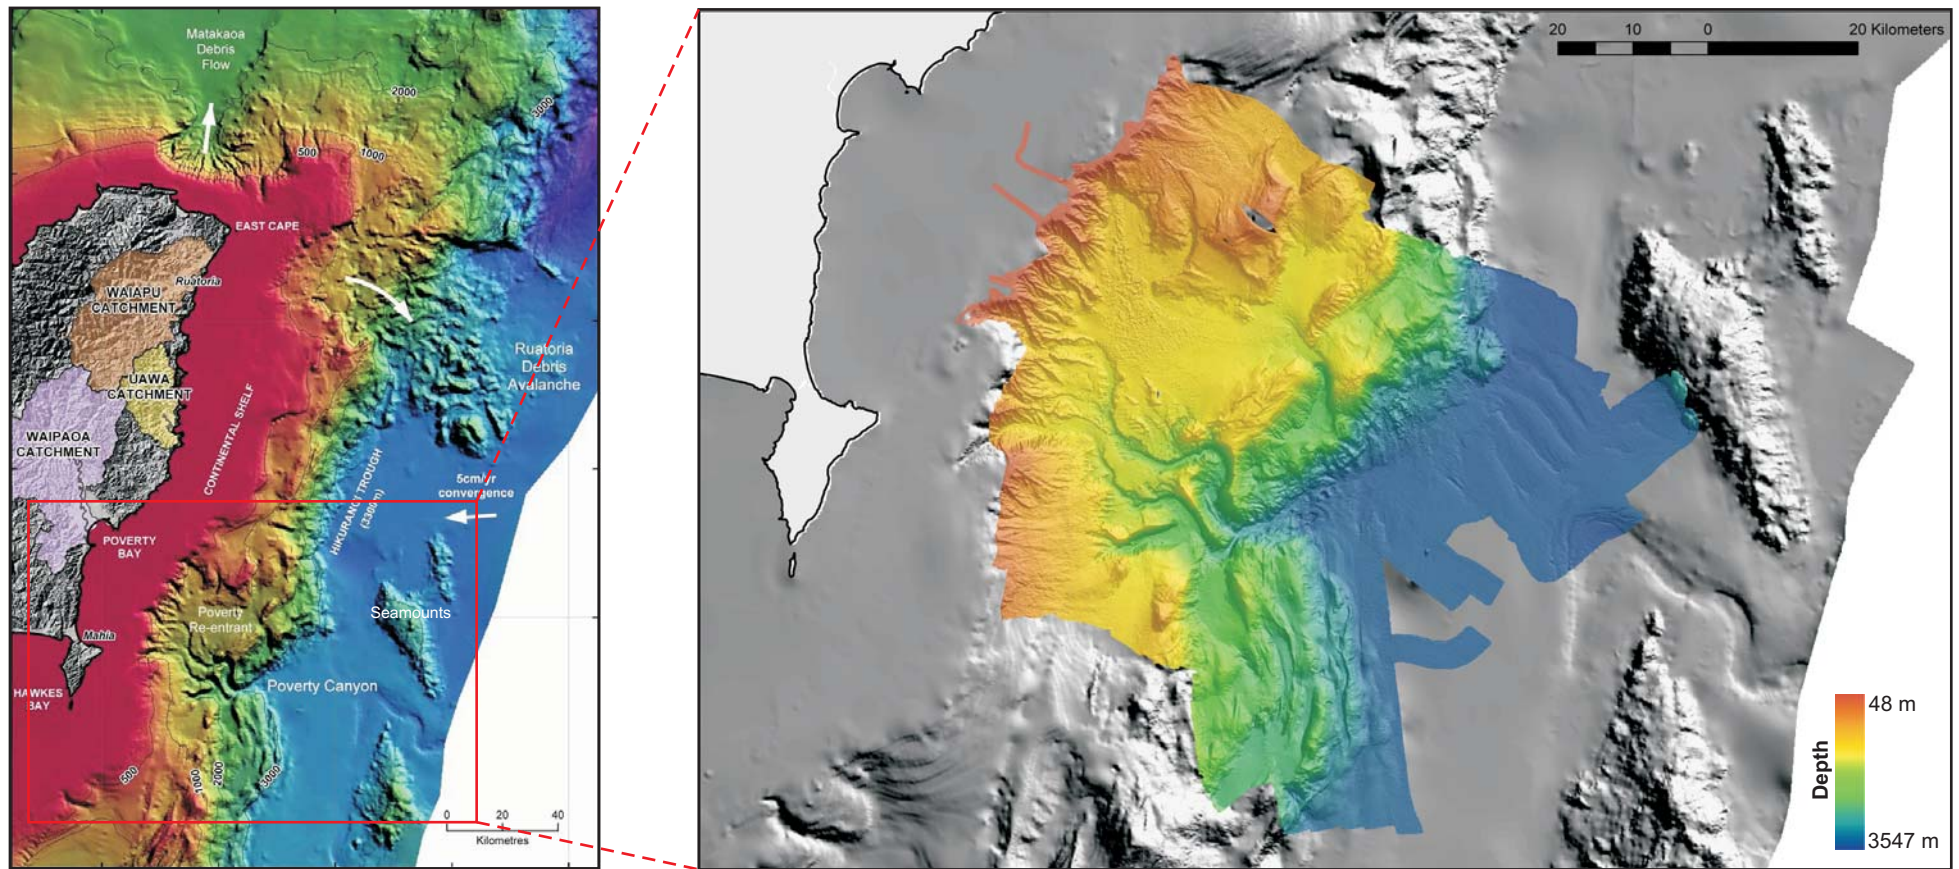 Matakaoa
Debris
Flow
2000
3000
500
1000
EAST CAPE
Ruatoria
WAIAPU
CATCHMENT
Ruatoria
Debris
Avalanche
UAWA
CATCHMENT
CONTINENTAL SHELF
WAIPAOA
CATCHMENT
HIKURANGI TROUGH
(3300m)
5cm/yr
convergence
POVERTY
BAY
Seamounts
Poverty
Re-entrant
Mahia
Poverty Canyon
HAWKES
BAY
500
1000
2000
3000
0 20 40
Kilometres
20 10 0 20 Kilometers
Depth
48 m
3547 m